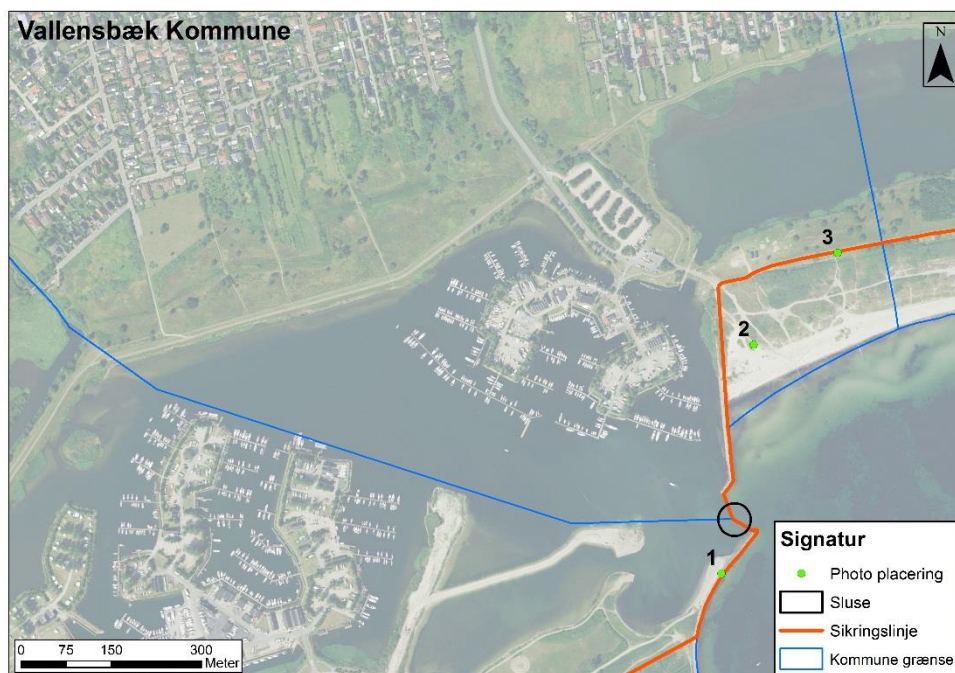 Vallensbæk Kommune
N
3
2
1
Signatur
Photo placering
Sluse
Sikringslinje
Kommune grænse
0 75 150 300
Meter